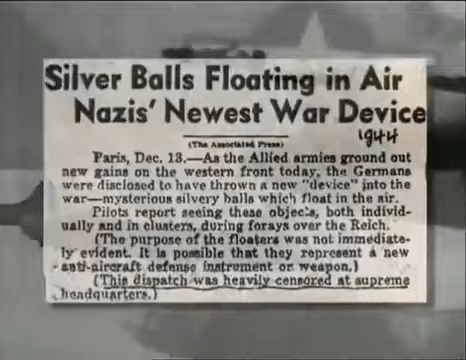 Silver Balls Floating in Air
Nazis' Newest War Device
1944
(The Associated Press)
Paris, Dec. 13.—As the Allied armies ground out
new gains on the western front today, the Germans
were disclosed to have thrown a new "device" into the
war—mysterious silvery balls which float in the air.
Pilots report seeing these objects, both individ-
ually and in clusters, during forays over the Reich.
(The purpose of the floaters was not immediate-
ly evident. It is possible that they represent a new
anti-aircraft defense instrument or weapon.)
(This dispatch was heavily censored at supreme
headquarters.)